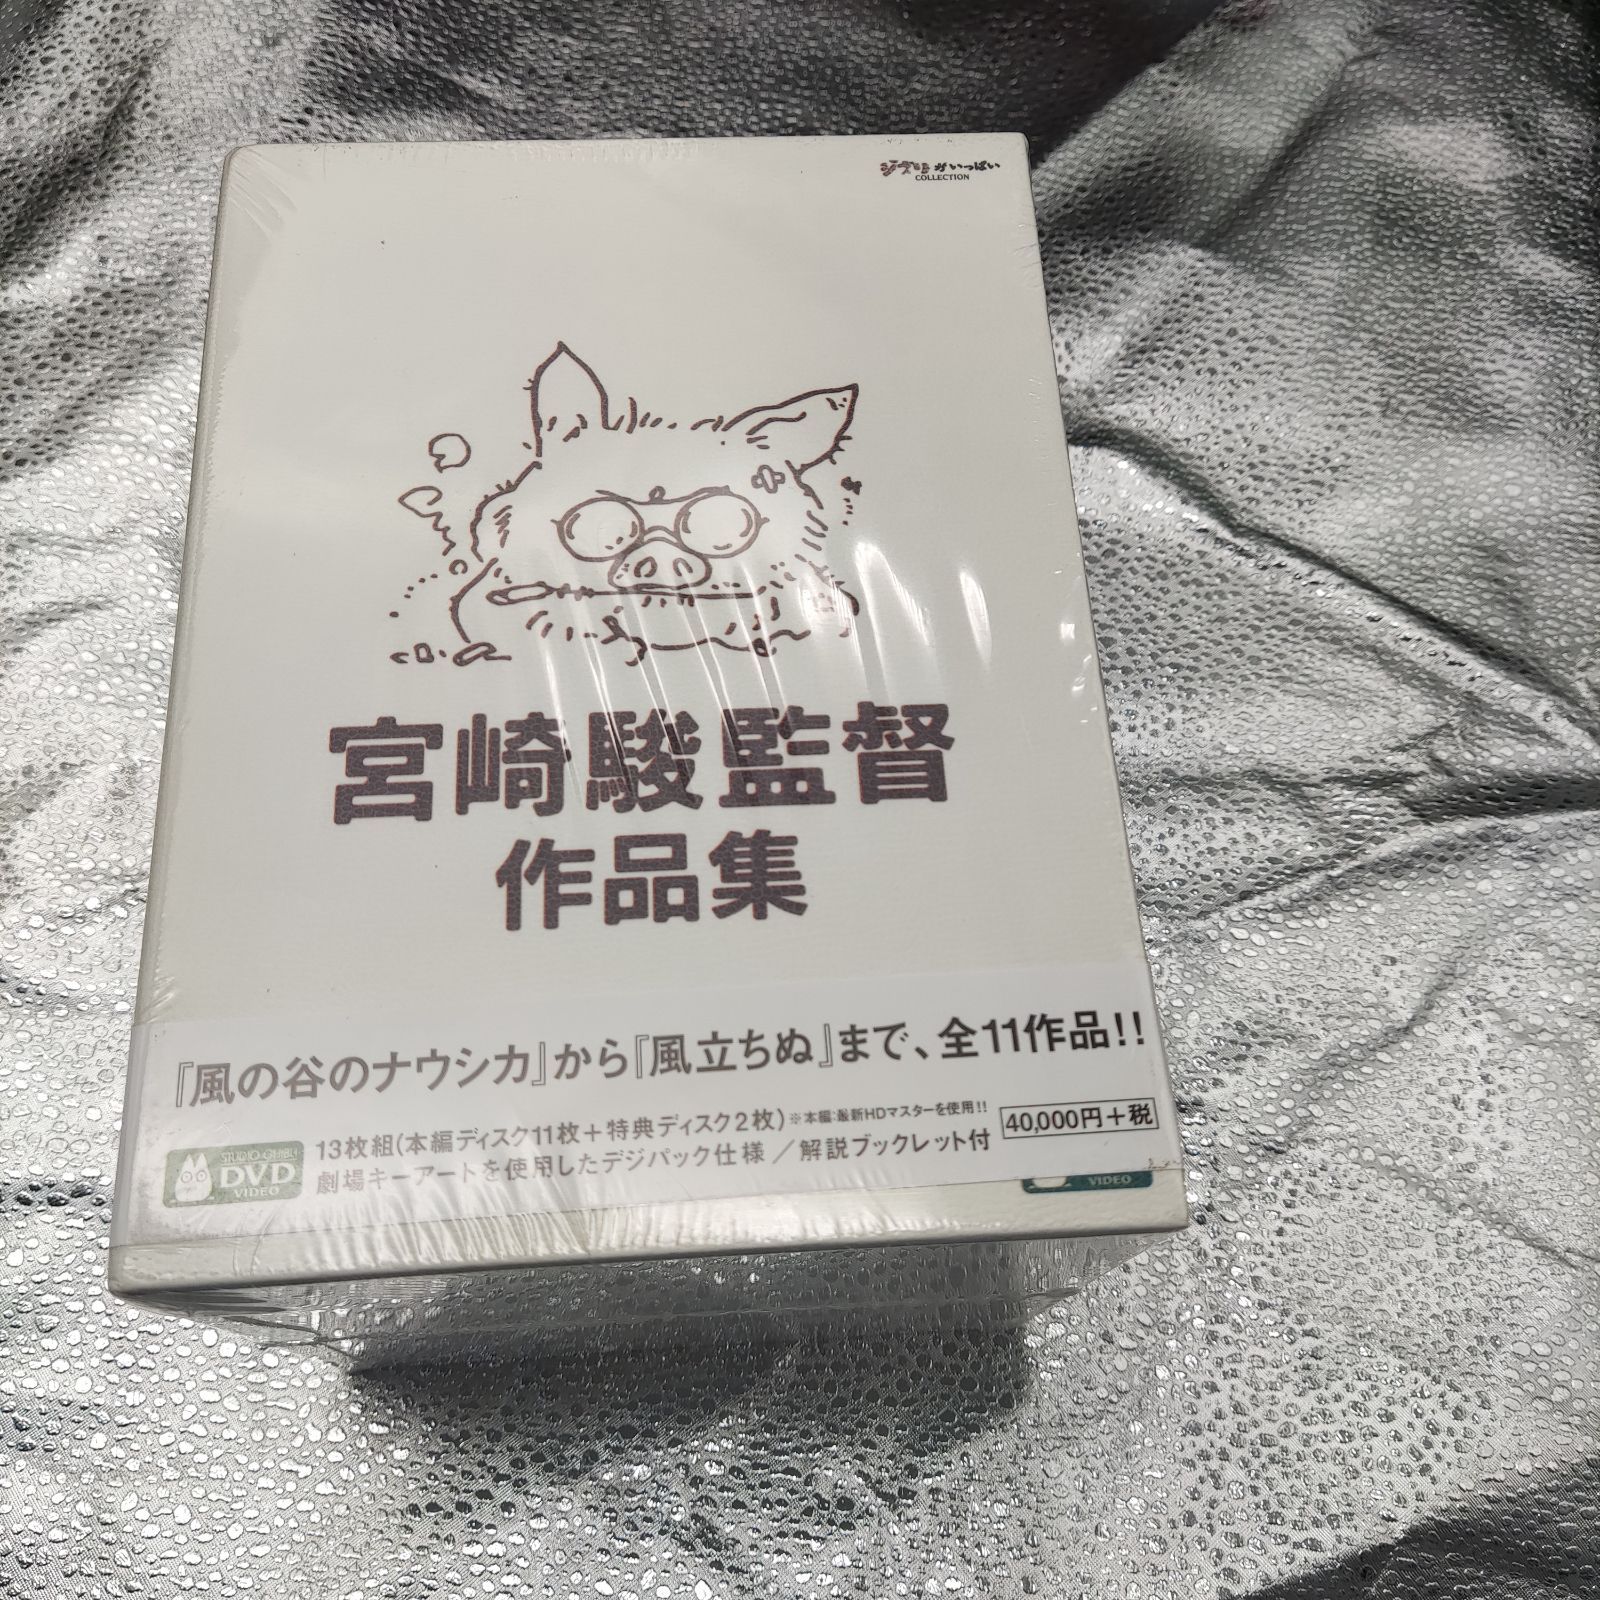 ジブリがいっぱい
COLLECTION
宮崎駿監督
作品集
『風の谷のナウシカ』から『風立ちぬ』まで、全11作品!!
STUDIO GHIBLI
DVD
VIDEO
13枚組(本編ディスク11枚+特典ディスク2枚)※本編:最新HDマスターを使用!!
劇場キーアートを使用したデジパック仕様/解説ブックレット付
40,000円+税
VIDEO